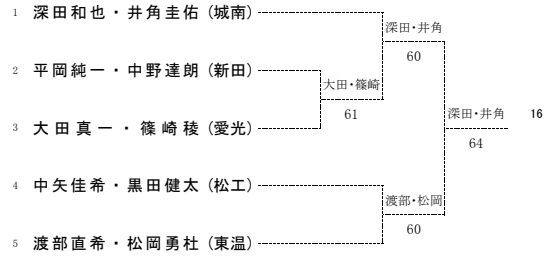 1 深田和也・井角圭佑 (城南)
深田・井角
60
2 平岡純一・中野達朗 (新田)
大田・篠崎
61
深田・井角
16
64
3 大田真一・篠崎稜 (愛光)
4 中矢佳希・黒田健太 (松工)
渡部・松岡
60
5 渡部直希・松岡勇杜 (東温)